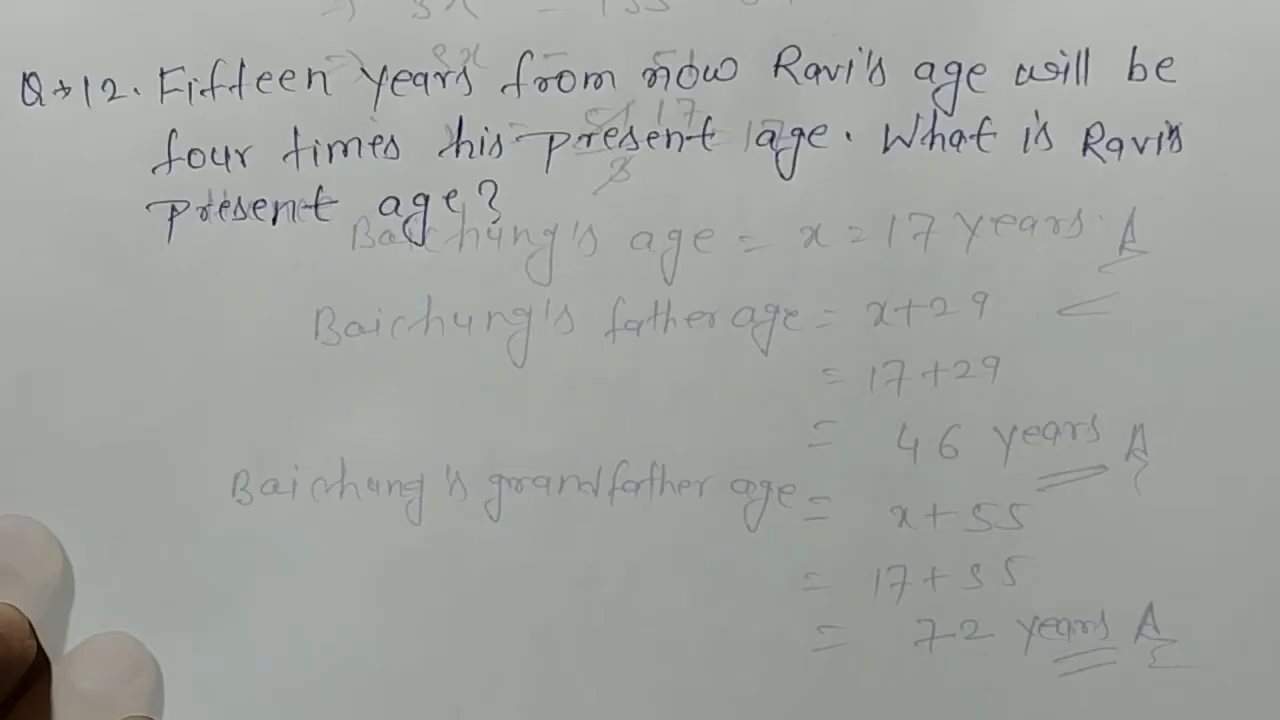 Q→12. Fifteen years from now Ravi's age will be
four times his present age. What is Ravi's
present age?
Baichung's age = x = 17 years. A
Baichung's father age = x+29
= 17+29
= 46 years A
Baichung's grandfather age = x+55
= 17+55
= 72 years A